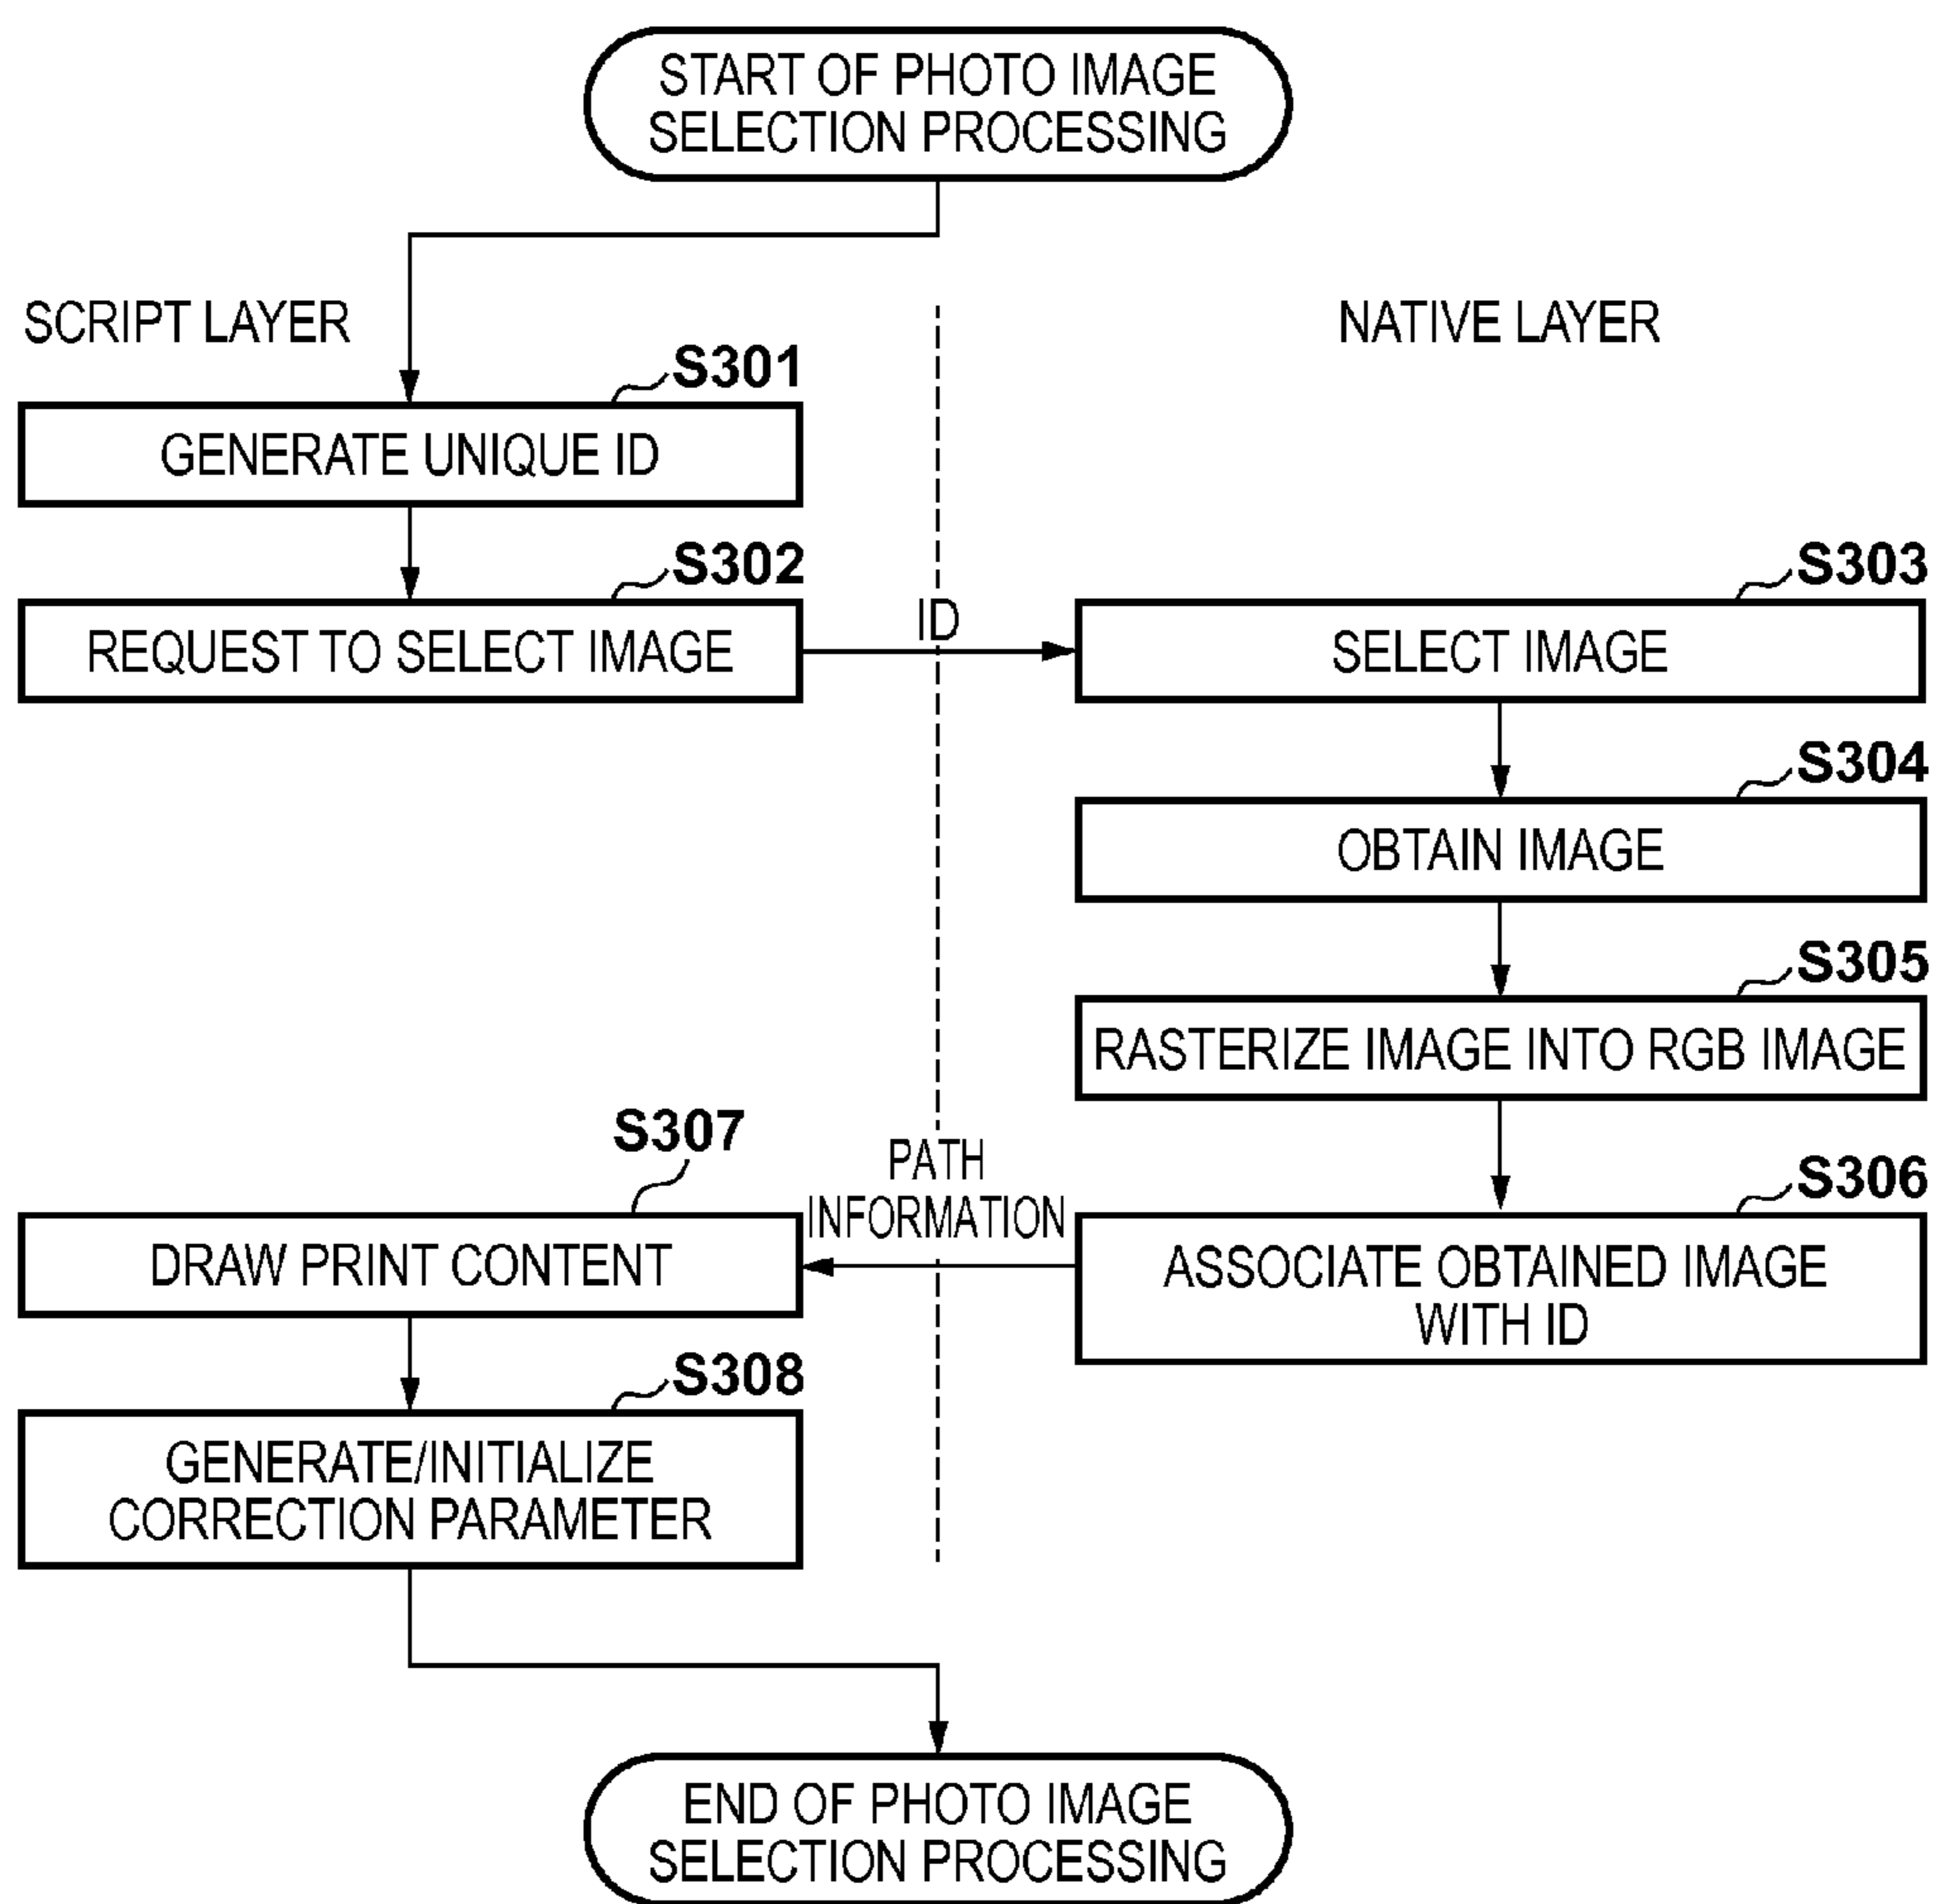 START OF PHOTO IMAGE
SELECTION PROCESSING
SCRIPT LAYER
NATIVE LAYER
S301
GENERATE UNIQUE ID
S302
REQUEST TO SELECT IMAGE
ID
S303
SELECT IMAGE
S304
OBTAIN IMAGE
S305
RASTERIZE IMAGE INTO RGB IMAGE
S306
ASSOCIATE OBTAINED IMAGE
WITH ID
PATH
INFORMATION
S307
DRAW PRINT CONTENT
S308
GENERATE/INITIALIZE
CORRECTION PARAMETER
END OF PHOTO IMAGE
SELECTION PROCESSING